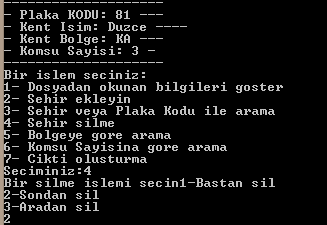 ---------------------
- Plaka KODU: 81 ---
- Kent Isim: Duzce ----
- Kent Bolge: KA ---
- Komsu Sayisi: 3 -
---------------------
Bir islem seciniz:
1- Dosyadan okunan bilgileri goster
2- Sehir ekleyin
3- Sehir veya Plaka Kodu ile arama
4- Sehir silme
5- Bolgeye gore arama
6- Komsu Sayisina gore arama
7- Cikti olusturma
Seciminiz:4
Bir silme islemi secin1-Bastan sil
2-Sondan sil
3-Aradan sil
2